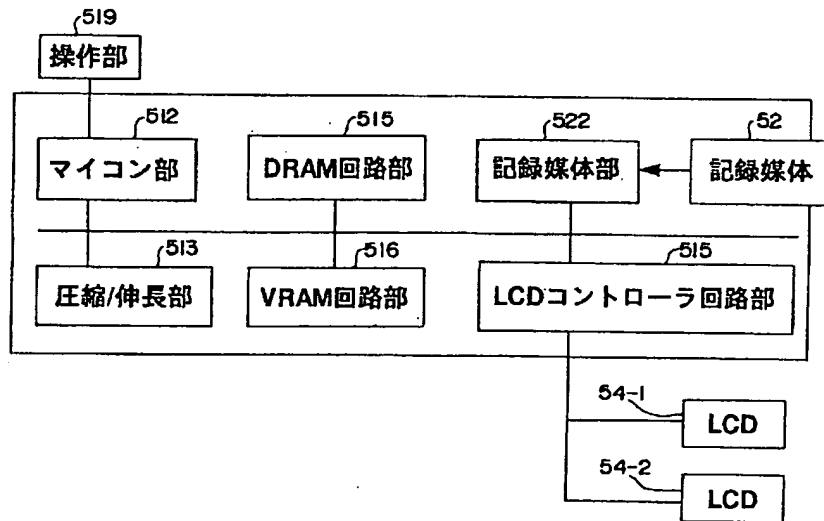 519
操作部
512
515
522
52
マイコン部
DRAM回路部
記録媒体部
記録媒体
513
516
515
圧縮/伸長部
VRAM回路部
LCDコントローラ回路部
54-1
LCD
54-2
LCD